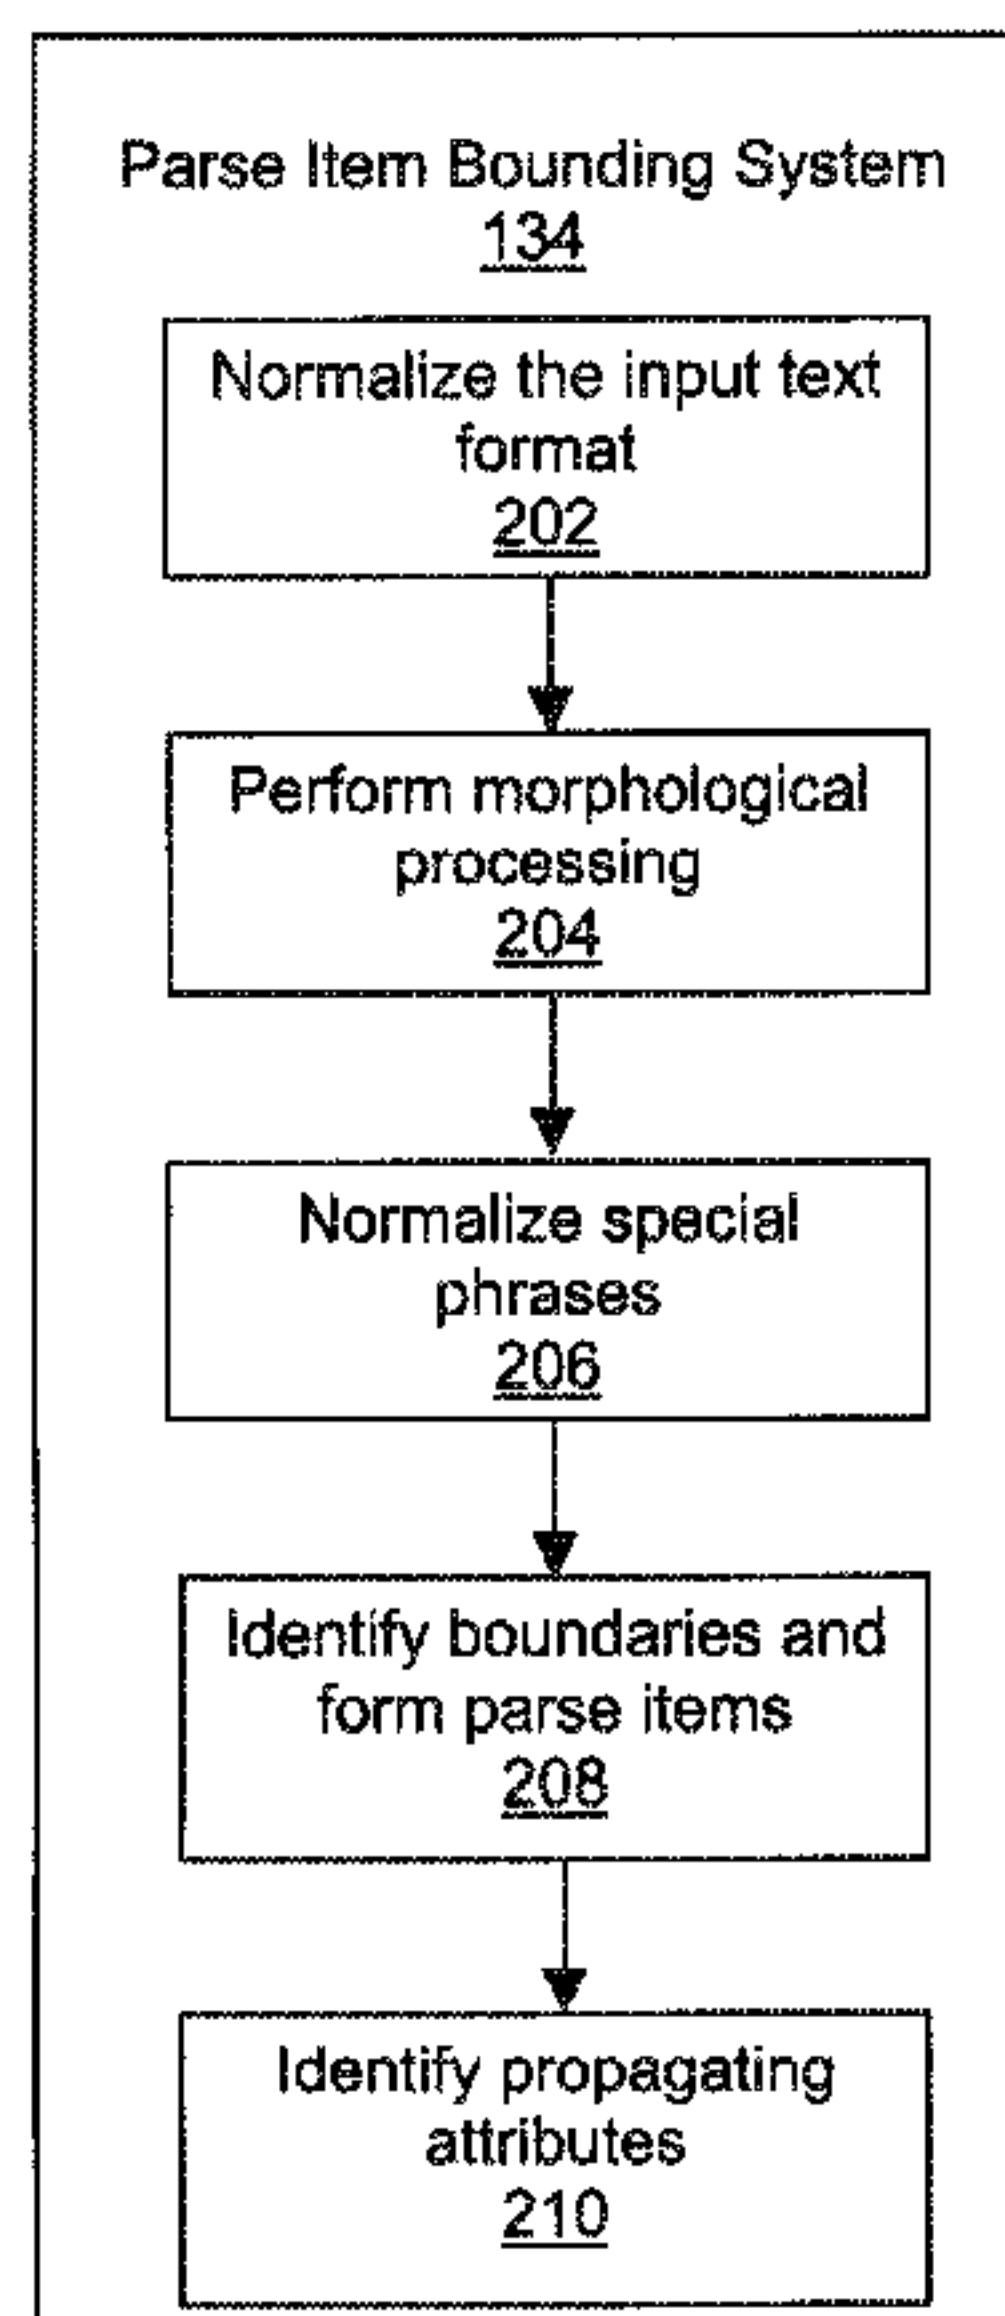 Parse Item Bounding System
134
Normalize the input text
format
202
Perform morphological
processing
204
Normalize special
phrases
206
Identify boundaries and
form parse items
208
Identify propagating
attributes
210